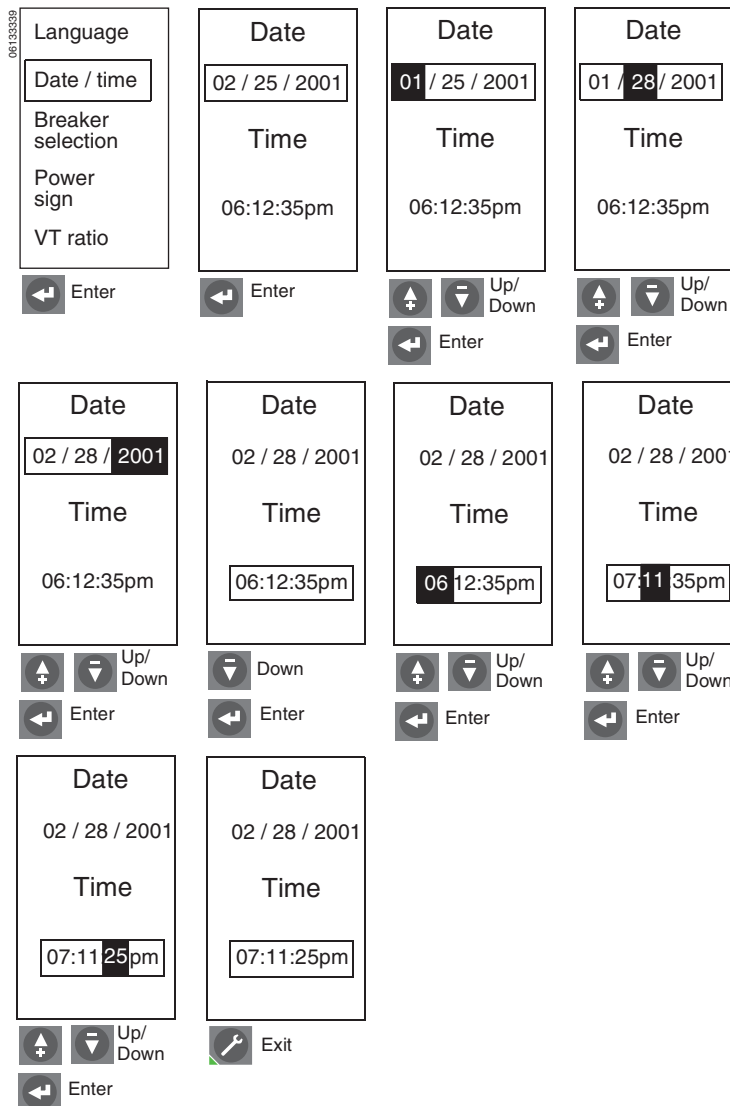 06133339
Language
Date / time
Breaker
selection
Power
sign
VT ratio
Enter
Date
02 / 25 / 2001
Time
06:12:35pm
Enter
Date
01 / 25 / 2001
Time
06:12:35pm
Up/
Down
Enter
Date
01 / 28 / 2001
Time
06:12:35pm
Up/
Down
Enter
Date
02 / 28 / 2001
Time
06:12:35pm
Up/
Down
Enter
Date
02 / 28 / 2001
Time
06:12:35pm
Down
Enter
Date
02 / 28 / 2001
Time
06 12:35pm
Up/
Down
Enter
Date
02 / 28 / 2001
Time
07:11:35pm
Up/
Down
Enter
Date
02 / 28 / 2001
Time
07:11:25pm
Up/
Down
Enter
Date
02 / 28 / 2001
Time
07:11:25pm
Exit